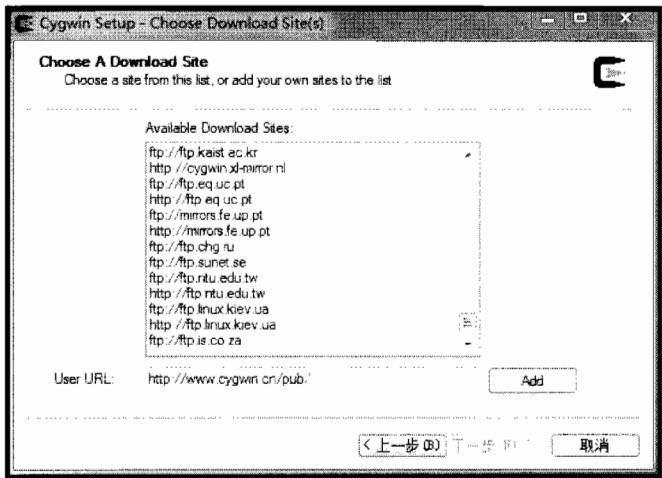 Cygwin Setup - Choose Download Site(s)
Choose A Download Site
Choose a site from this list, or add your own sites to the list
Available Download Sites:
ftp://ftp.kaist.ac.kr
http://cygwin.xl-mirror.nl
ftp://ftp.eq.uc.pt
http://ftp.eq.uc.pt
ftp://mirrors.fe.up.pt
http://mirrors.fe.up.pt
ftp://ftp.chg.ru
ftp://ftp.sunet.se
ftp://ftp.ntu.edu.tw
http://ftp.ntu.edu.tw
ftp://ftp.linux.kiev.ua
http://ftp.linux.kiev.ua
ftp://ftp.is.co.za
User URL: http://www.cygwin.cn/pub/ Add
<上一步(B) 下一步 取消